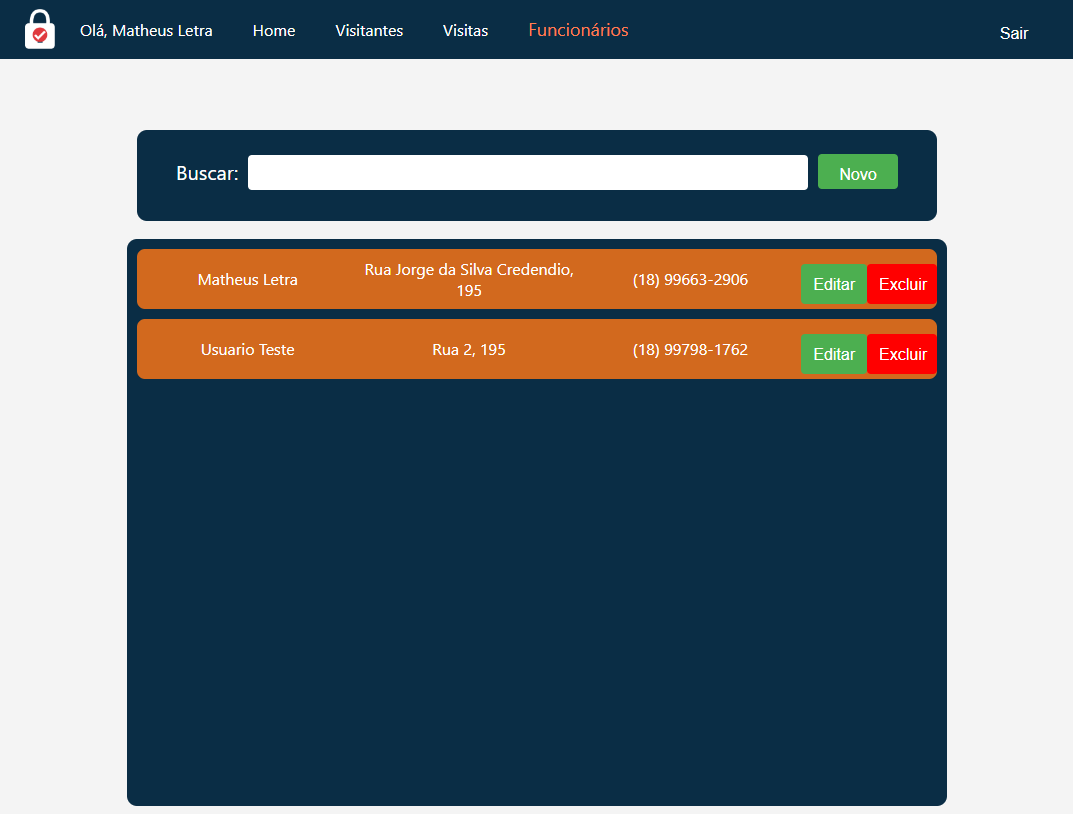 Olá, Matheus Letra Home Visitantes Visitas Funcionários Sair
Buscar: Novo
Matheus Letra Rua Jorge da Silva Credendio, (18) 99663-2906 Editar Excluir
195
Usuario Teste Rua 2, 195 (18) 99798-1762 Editar Excluir